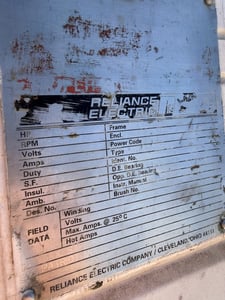 RELIANCE
ELECTRIC
HP Frame
RPM Encl.
Volts Power Code
Amps Type
Duty Ident. No.
S.F. D.E. Bearing
Insul. Opp. D.E. Bearing
Amb. Instr. Manual
Des. No. Brush No.
FIELD DATA
Winding
Volts
Max. Amps. @ 25°C
Hot Amps
RELIANCE ELECTRIC COMPANY / CLEVELAND, OHIO